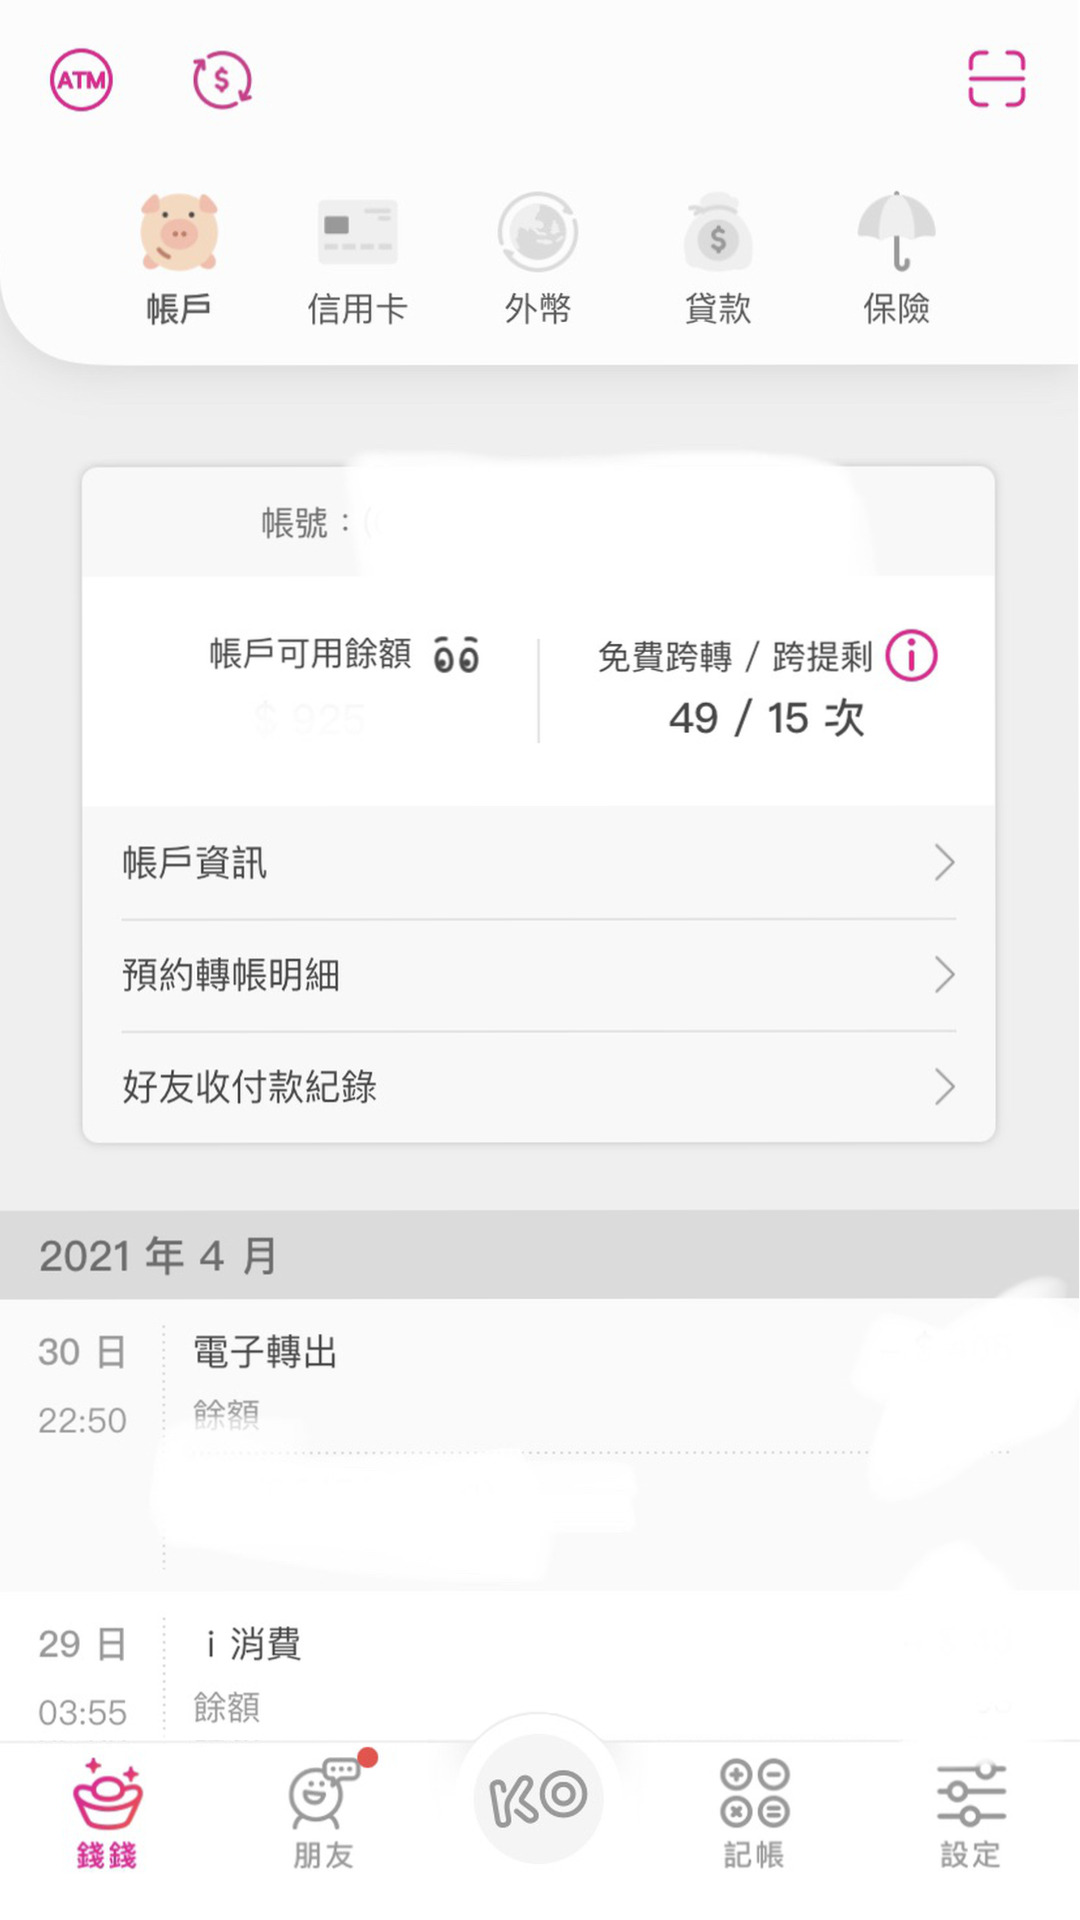 ATM $
帳戶 信用卡 外幣 貸款 保險
帳號：(
帳戶可用餘額 免費跨轉 / 跨提剩
$ 925 49 / 15 次
帳戶資訊
預約轉帳明細
好友收付款紀錄
2021 年 4 月
30 日 電子轉出
22:50 餘額
29 日 ｉ消費
03:55 餘額
錢錢 朋友 KO 記帳 設定